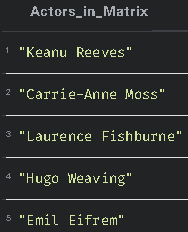 Actors_in_Matrix
1 "Keanu Reeves"
2 "Carrie-Anne Moss"
3 "Laurence Fishburne"
4 "Hugo Weaving"
5 "Emil Eifrem"